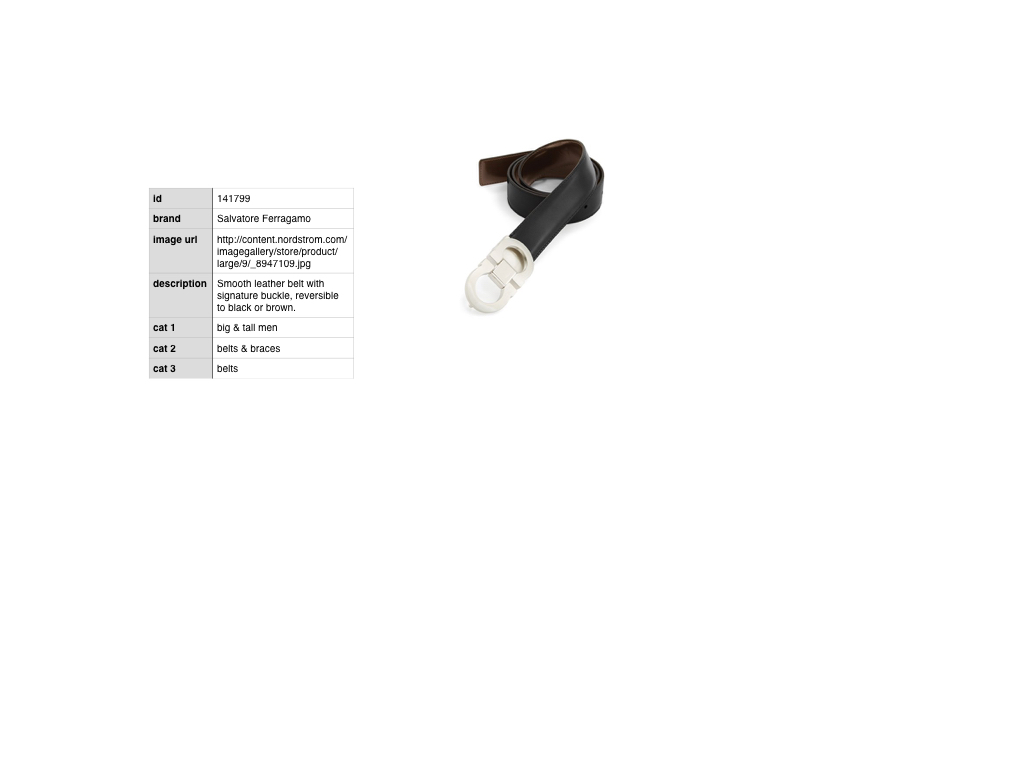 id 141799
brand Salvatore Ferragamo
image url http://content.nordstrom.com/
imagegallery/store/product/
large/9/_8947109.jpg
description Smooth leather belt with
signature buckle, reversible
to black or brown.
cat 1 big & tall men
cat 2 belts & braces
cat 3 belts